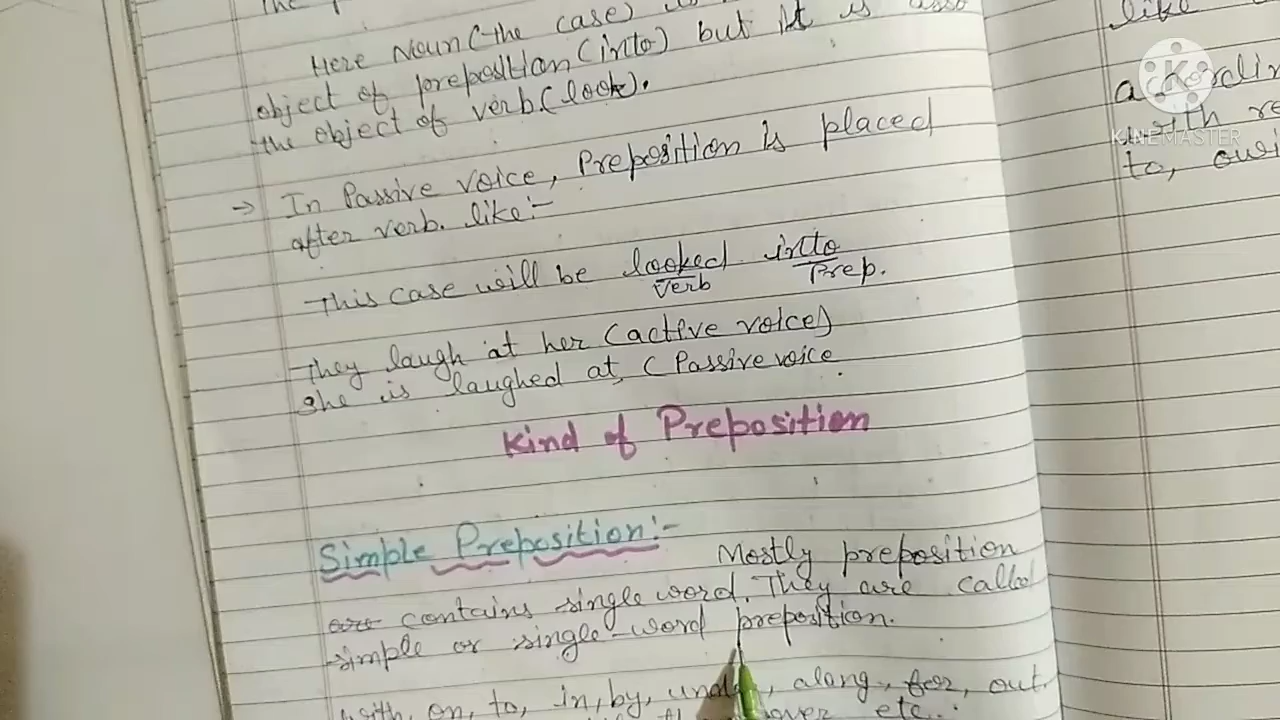 the
Here Noun (the case) is
object of preposition (into) but it is also
the object of verb (look).
→ In Passive voice, Preposition is placed
after verb. like:-
This case will be looked into
Verb Prep.
They laugh at her (active voice)
She is laughed at (Passive voice
Kind of Preposition
Simple Preposition:-
Mostly preposition
are contains single word. They are called
simple or single-word preposition.
with, on, to, in, by, under, along, for, out
over etc.
like
with
to,
K
KINEMASTER